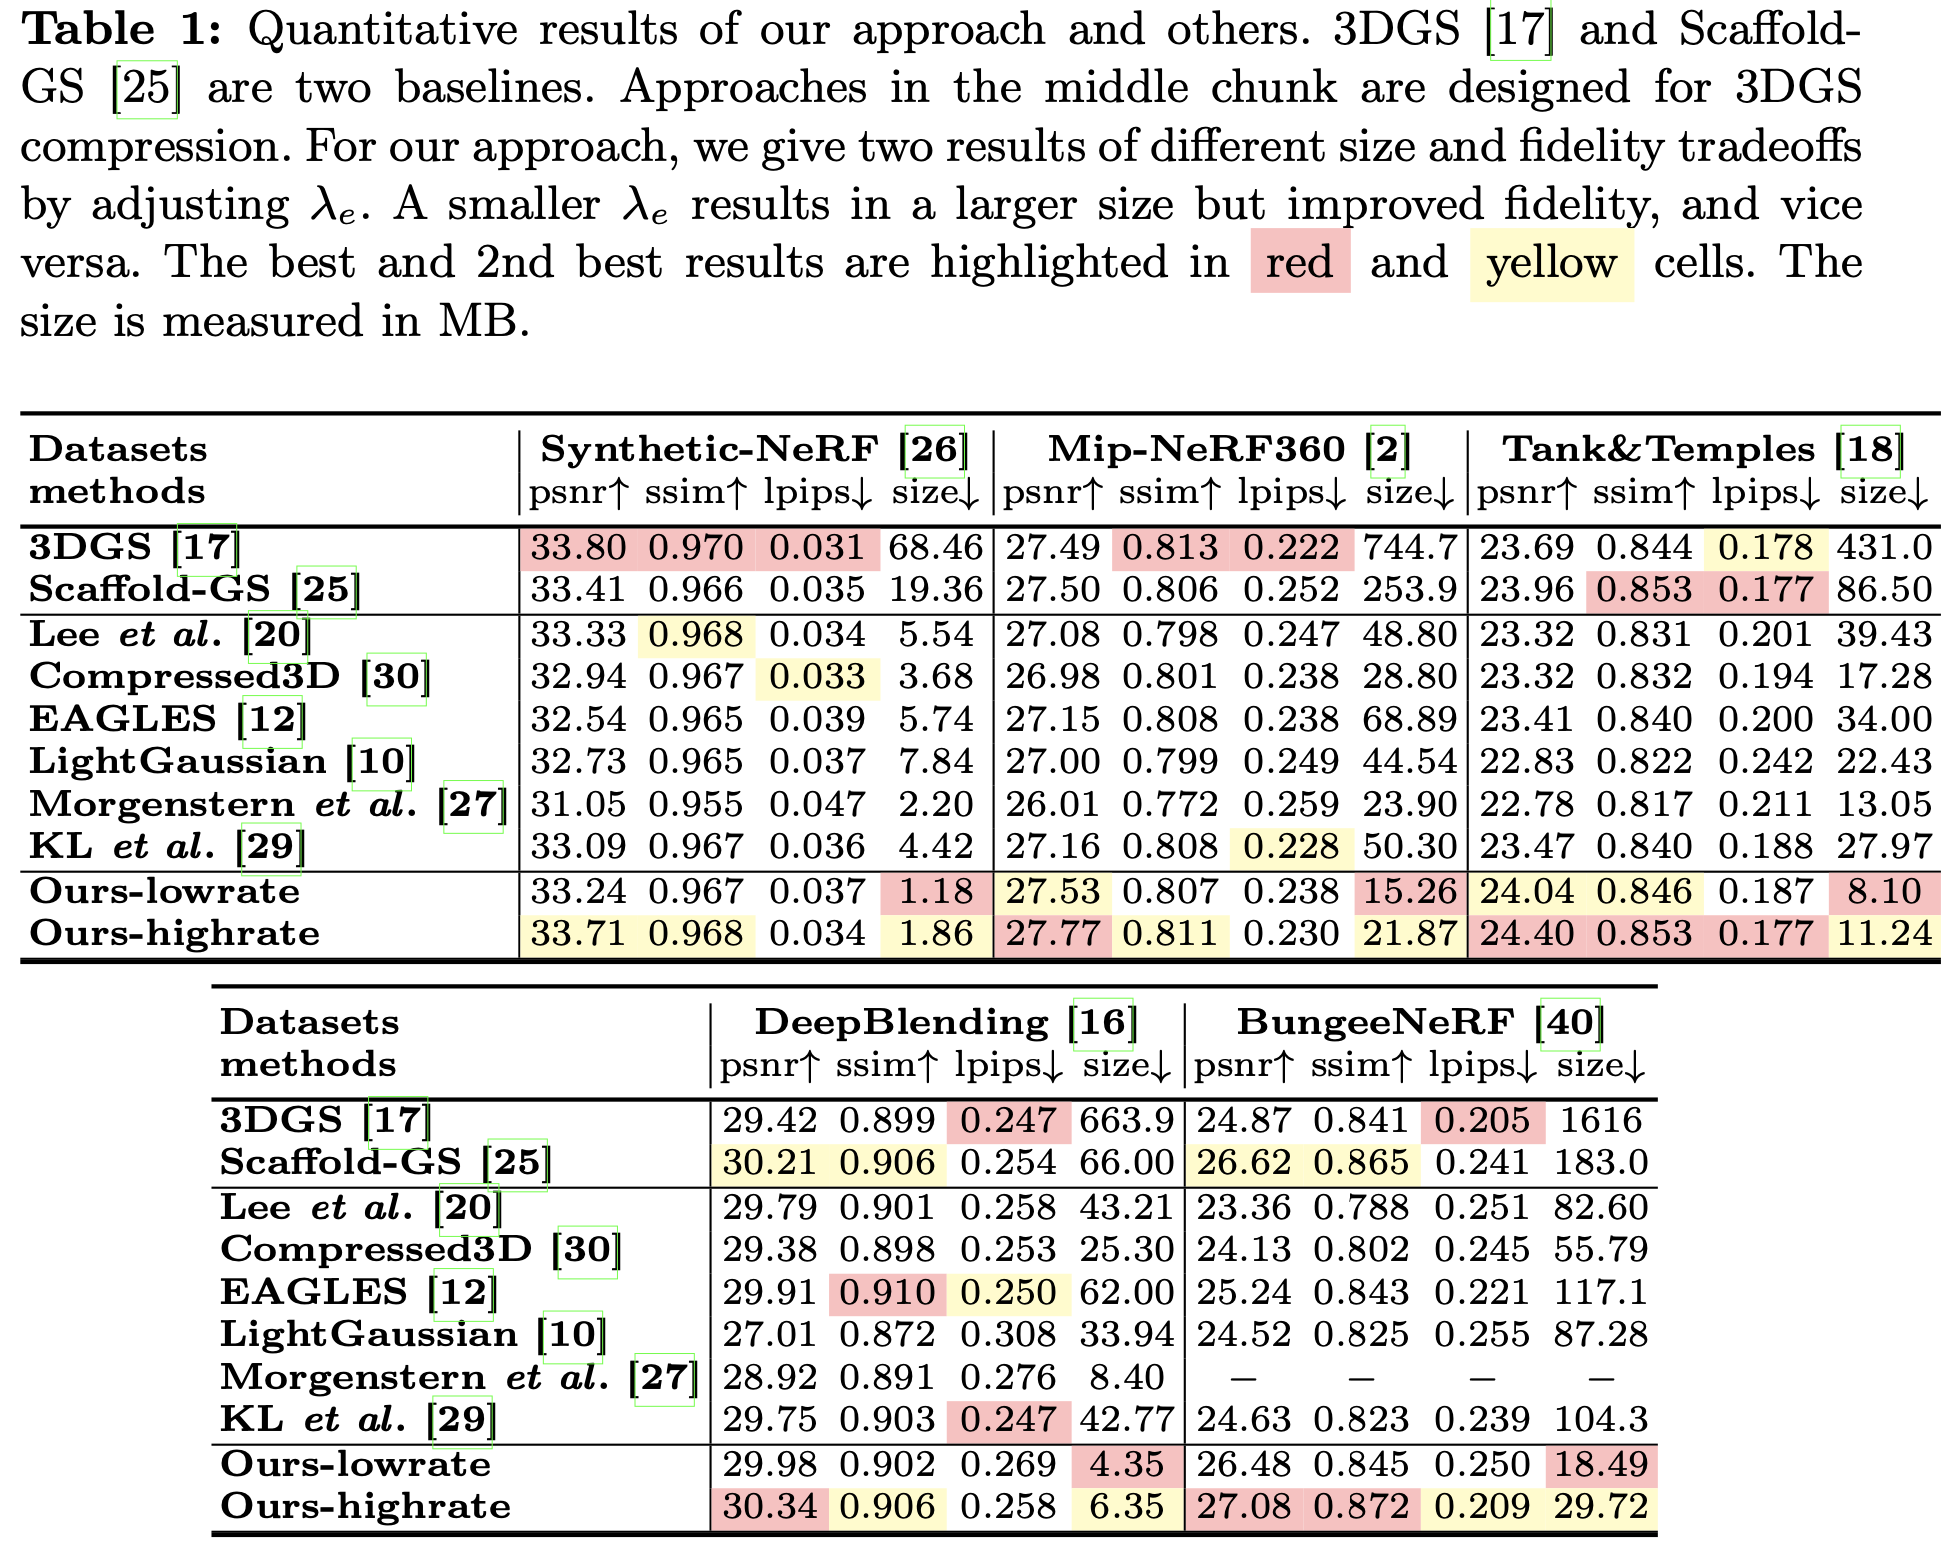 Table 1: Quantitative results of our approach and others. 3DGS [17] and Scaffold-
GS [25] are two baselines. Approaches in the middle chunk are designed for 3DGS
compression. For our approach, we give two results of different size and fidelity tradeoffs
by adjusting λe. A smaller λe results in a larger size but improved fidelity, and vice
versa. The best and 2nd best results are highlighted in red and yellow cells. The
size is measured in MB.
Datasets Synthetic-NeRF [26] Mip-NeRF360 [2] Tank&Temples [18]
methods psnr↑ ssim↑ lpips↓ size↓ psnr↑ ssim↑ lpips↓ size↓ psnr↑ ssim↑ lpips↓ size↓
3DGS [17] 33.80 0.970 0.031 68.46 27.49 0.813 0.222 744.7 23.69 0.844 0.178 431.0
Scaffold-GS [25] 33.41 0.966 0.035 19.36 27.50 0.806 0.252 253.9 23.96 0.853 0.177 86.50
Lee et al. [20] 33.33 0.968 0.034 5.54 27.08 0.798 0.247 48.80 23.32 0.831 0.201 39.43
Compressed3D [30] 32.94 0.967 0.033 3.68 26.98 0.801 0.238 28.80 23.32 0.832 0.194 17.28
EAGLES [12] 32.54 0.965 0.039 5.74 27.15 0.808 0.238 68.89 23.41 0.840 0.200 34.00
LightGaussian [10] 32.73 0.965 0.037 7.84 27.00 0.799 0.249 44.54 22.83 0.822 0.242 22.43
Morgenstern et al. [27] 31.05 0.955 0.047 2.20 26.01 0.772 0.259 23.90 22.78 0.817 0.211 13.05
KL et al. [29] 33.09 0.967 0.036 4.42 27.16 0.808 0.228 50.30 23.47 0.840 0.188 27.97
Ours-lowrate 33.24 0.967 0.037 1.18 27.53 0.807 0.238 15.26 24.04 0.846 0.187 8.10
Ours-highrate 33.71 0.968 0.034 1.86 27.77 0.811 0.230 21.87 24.40 0.853 0.177 11.24
Datasets DeepBlending [16] BungeeNeRF [40]
methods psnr↑ ssim↑ lpips↓ size↓ psnr↑ ssim↑ lpips↓ size↓
3DGS [17] 29.42 0.899 0.247 663.9 24.87 0.841 0.205 1616
Scaffold-GS [25] 30.21 0.906 0.254 66.00 26.62 0.865 0.241 183.0
Lee et al. [20] 29.79 0.901 0.258 43.21 23.36 0.788 0.251 82.60
Compressed3D [30] 29.38 0.898 0.253 25.30 24.13 0.802 0.245 55.79
EAGLES [12] 29.91 0.910 0.250 62.00 25.24 0.843 0.221 117.1
LightGaussian [10] 27.01 0.872 0.308 33.94 24.52 0.825 0.255 87.28
Morgenstern et al. [27] 28.92 0.891 0.276 8.40 – – – –
KL et al. [29] 29.75 0.903 0.247 42.77 24.63 0.823 0.239 104.3
Ours-lowrate 29.98 0.902 0.269 4.35 26.48 0.845 0.250 18.49
Ours-highrate 30.34 0.906 0.258 6.35 27.08 0.872 0.209 29.72